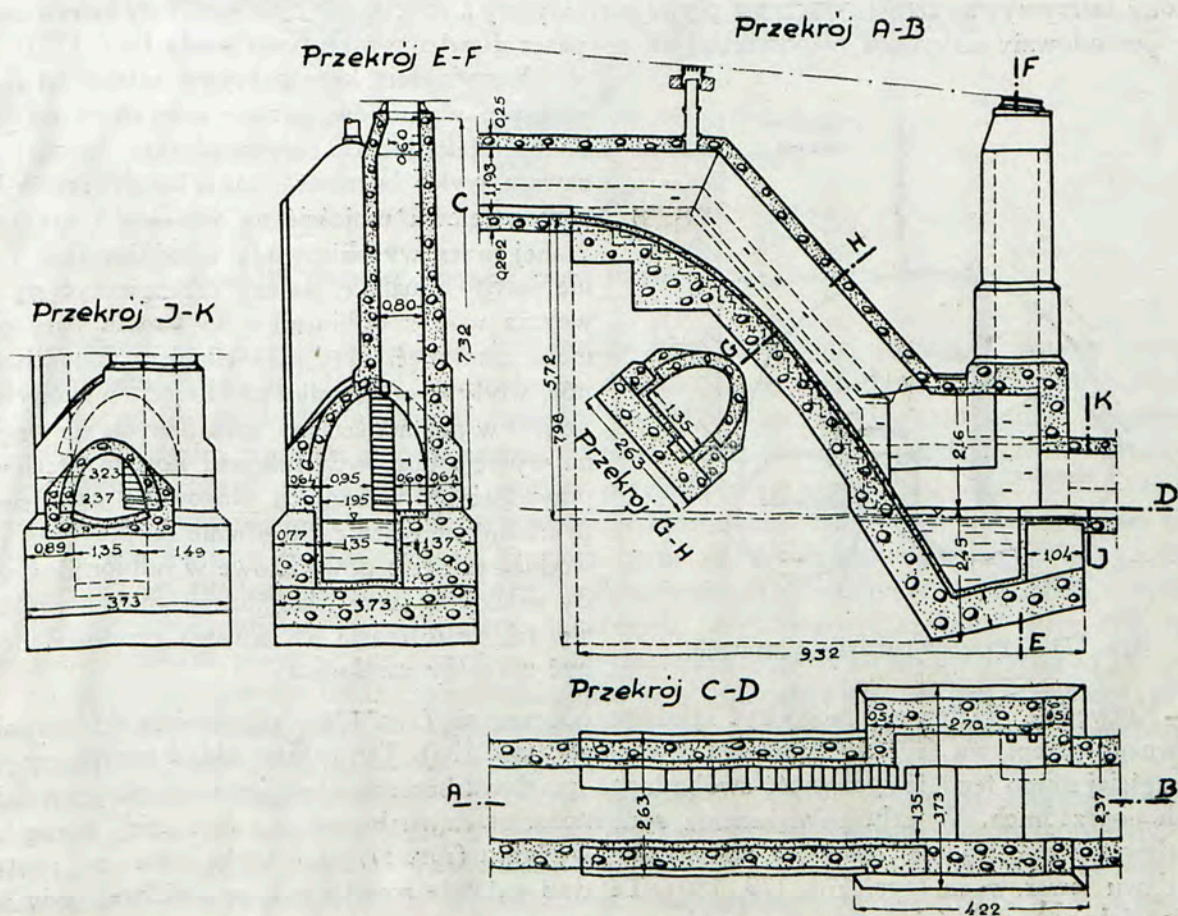 Przekrój A-B
F
Przekrój E-F
0,60
0,25
1,193
C
0,282
H
0,80
7,32
Przekrój J-K
5,72
7,98
G
K
1,35
2,63
Przekrój G-H
2,16
3,23
2,37
0,61
0,95
0,60
0,61
1,95
D
0,89
1,35
1,49
0,77
1,35
1,37
2,45
1,04
J
3,73
3,73
E
9,32
Przekrój C-D
0,51
2,70
0,51
A
2,63
1,35
3,73
2,37
B
4,22